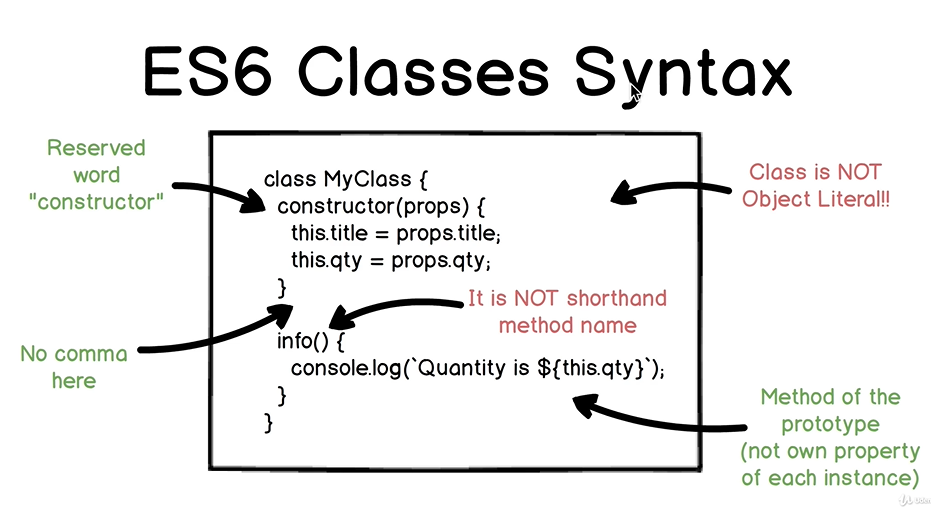 ES6 Classes Syntax
Reserved
word
"constructor"
class MyClass {
constructor(props) {
this.title = props.title;
this.qty = props.qty;
}
info() {
console.log(`Quantity is ${this.qty}`);
}
}
Class is NOT
Object Literal!!
It is NOT shorthand
method name
No comma
here
Method of the
prototype
(not own property
of each instance)